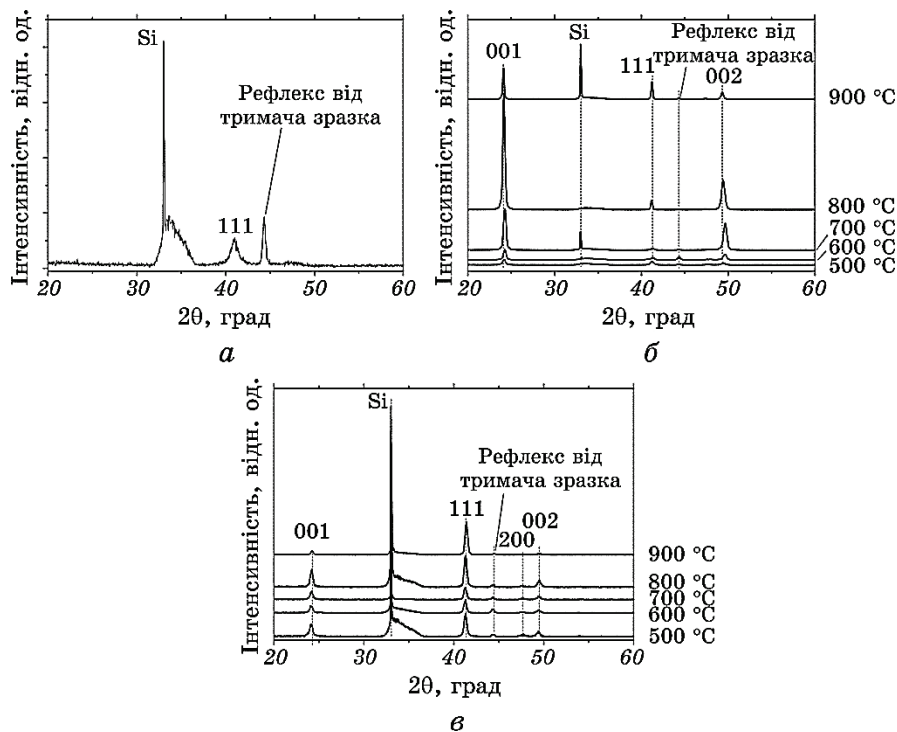 Інтенсивність, відн. од.
Si
Рефлекс від
тримача зразка
111
20
30
40
50
60
2θ, град
а
Інтенсивність, відн. од.
001
Si
Рефлекс від
тримача зразка
111
002
900 °C
800 °C
700 °C
600 °C
500 °C
20
30
40
50
60
2θ, град
б
Інтенсивність, відн. од.
Si
Рефлекс від
тримача зразка
001
111
200
002
900 °C
800 °C
700 °C
600 °C
500 °C
20
30
40
50
60
2θ, град
в